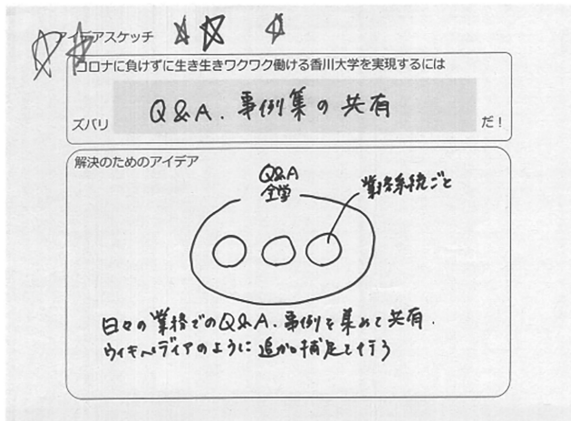 アイデアスケッチ
コロナに負けずに生き生きワクワク働ける香川大学を実現するには
ズバリ Q&A、事例集の共有 だ!
解決のためのアイデア
Q&A
全学
業務系統ごと
日々の業務でのQ&A、事例を集めて共有.
ウィキペディアのように追加補足を行う